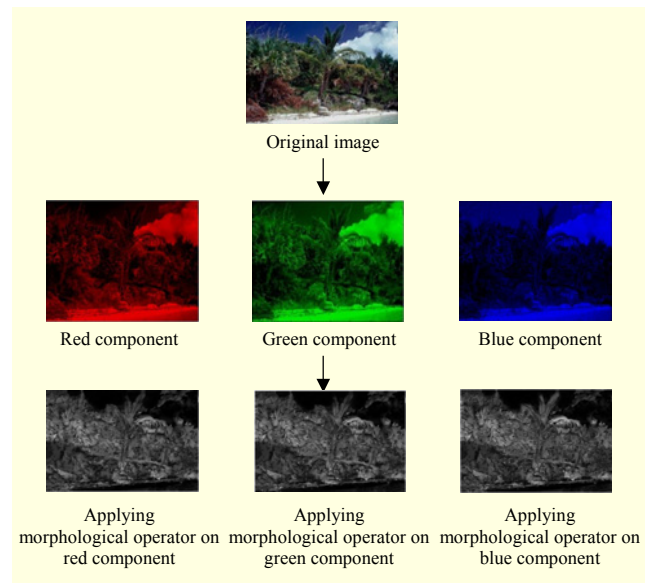 Original image
Red component
Green component
Blue component
Applying
morphological operator on
red component
Applying
morphological operator on
green component
Applying
morphological operator on
blue component